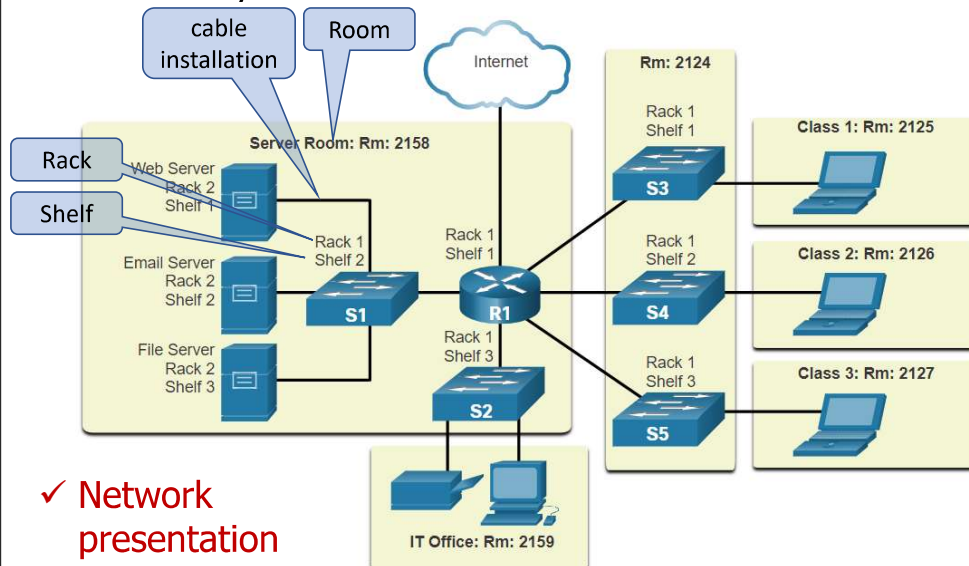 cable
installation
Room
Internet
Rm: 2124
Rack 1
Shelf 1
Class 1: Rm: 2125
Server Room: Rm: 2158
Rack
Web Server
Rack 2
Shelf 1
S3
Shelf
Rack 1
Shelf 2
Rack 1
Shelf 1
Rack 1
Shelf 2
Class 2: Rm: 2126
Email Server
Rack 2
Shelf 2
S1
R1
S4
File Server
Rack 2
Shelf 3
Rack 1
Shelf 3
Rack 1
Shelf 3
Class 3: Rm: 2127
S2
S5
✓ Network
presentation
IT Office: Rm: 2159